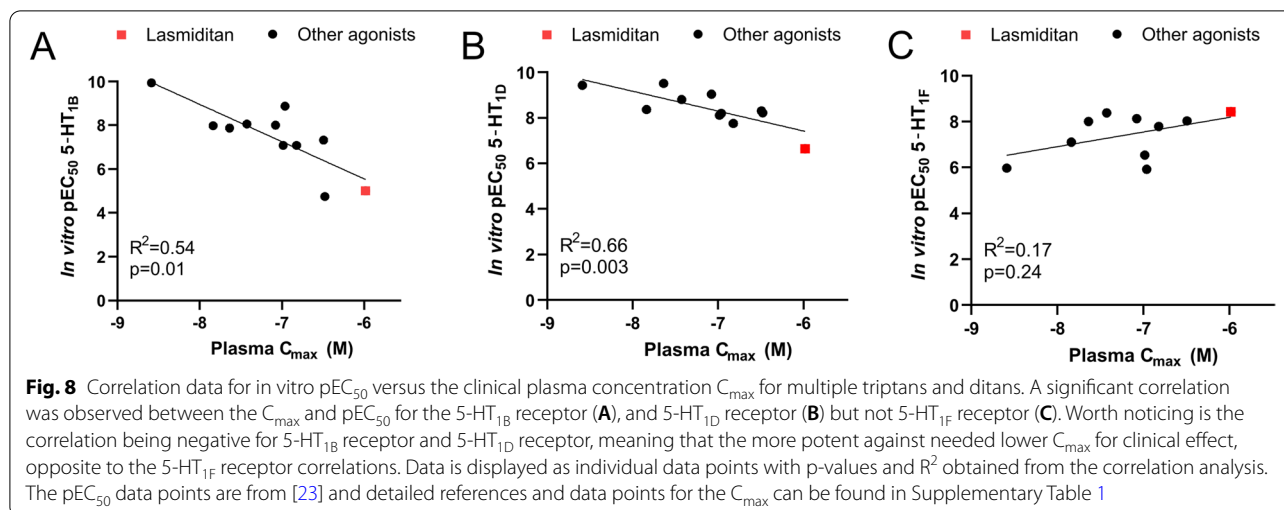 A
Lasmiditan Other agonists
In vitro pEC50 5-HT1B
10
8
6
4
2
0
R2=0.54
p=0.01
-9 -8 -7 -6
Plasma Cmax (M)
B
Lasmiditan Other agonists
In vitro pEC50 5-HT1D
10
8
6
4
2
0
R2=0.66
p=0.003
-9 -8 -7 -6
Plasma Cmax (M)
C
Lasmiditan Other agonists
In vitro pEC50 5-HT1F
10
8
6
4
2
0
R2=0.17
p=0.24
-9 -8 -7 -6
Plasma Cmax (M)
Fig. 8 Correlation data for in vitro pEC50 versus the clinical plasma concentration Cmax for multiple triptans and ditans. A significant correlation
was observed between the Cmax and pEC50 for the 5-HT1B receptor (A), and 5-HT1D receptor (B) but not 5-HT1F receptor (C). Worth noticing is the
correlation being negative for 5-HT1B receptor and 5-HT1D receptor, meaning that the more potent against needed lower Cmax for clinical effect,
opposite to the 5-HT1F receptor correlations. Data is displayed as individual data points with p-values and R2 obtained from the correlation analysis.
The pEC50 data points are from [23] and detailed references and data points for the Cmax can be found in Supplementary Table 1